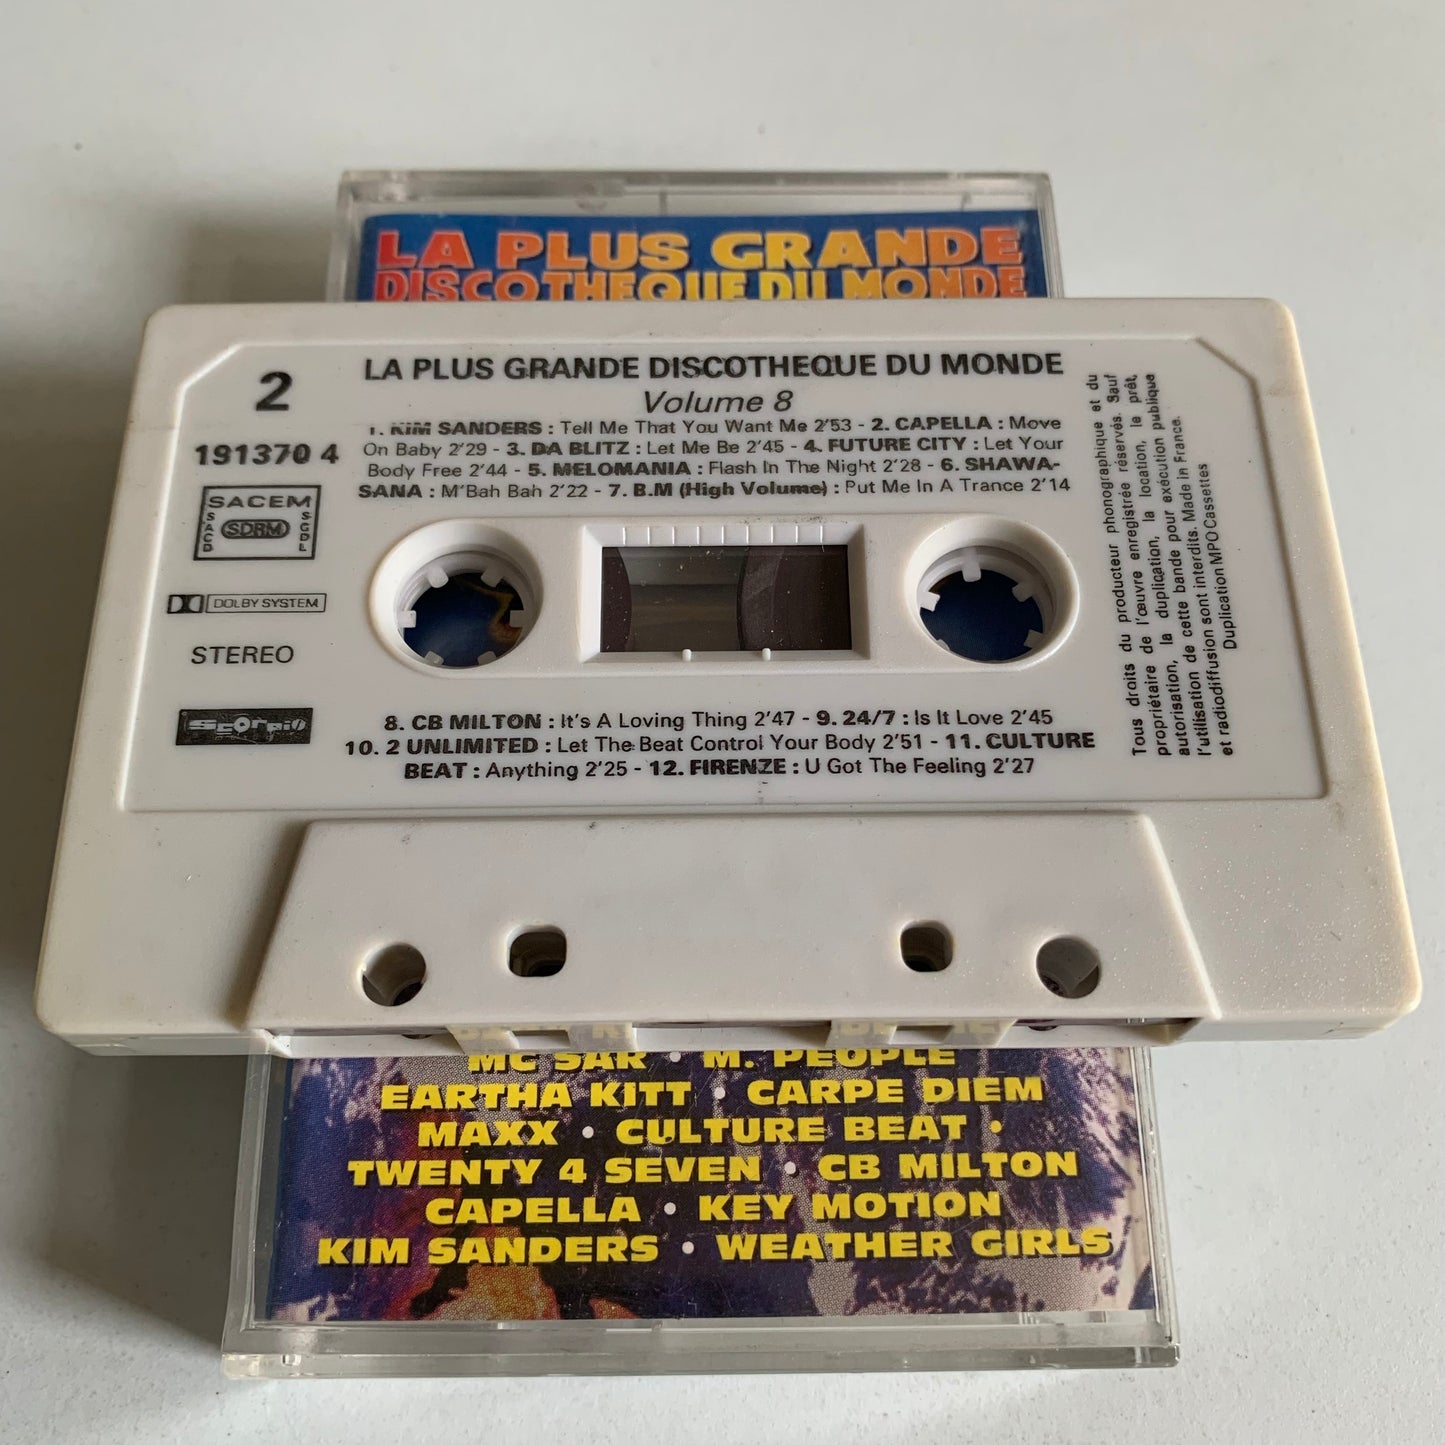 LA PLUS GRANDE
DISCOTHEQUE DU MONDE
2
191370 4
SACEM
SACD
SDRM
SGDL
DOLBY SYSTEM
STEREO
Scorpio
LA PLUS GRANDE DISCOTHEQUE DU MONDE
Volume 8
1. KIM SANDERS : Tell Me That You Want Me 2'53 - 2. CAPELLA : Move
On Baby 2'29 - 3. DA BLITZ : Let Me Be 2'45 - 4. FUTURE CITY : Let Your
Body Free 2'44 - 5. MELOMANIA : Flash In The Night 2'28 - 6. SHAWA-
SANA : M'Bah Bah 2'22 - 7. B.M (High Volume) : Put Me In A Trance 2'14
8. CB MILTON : It's A Loving Thing 2'47 - 9. 24/7 : Is It Love 2'45
10. 2 UNLIMITED : Let The Beat Control Your Body 2'51 - 11. CULTURE
BEAT : Anything 2'25 - 12. FIRENZE : U Got The Feeling 2'27
Tous droits du producteur phonographique et du
propriétaire de l'œuvre enregistrée réservés. Sauf
autorisation, la duplication, la location, le prêt,
l'utilisation de cette bande pour exécution publique
et radiodiffusion sont interdits. Made in France.
Duplication MPO Cassettes
MC SAR • M. PEOPLE
EARTHA KITT • CARPE DIEM
MAXX • CULTURE BEAT •
TWENTY 4 SEVEN • CB MILTON
CAPELLA • KEY MOTION
KIM SANDERS • WEATHER GIRLS